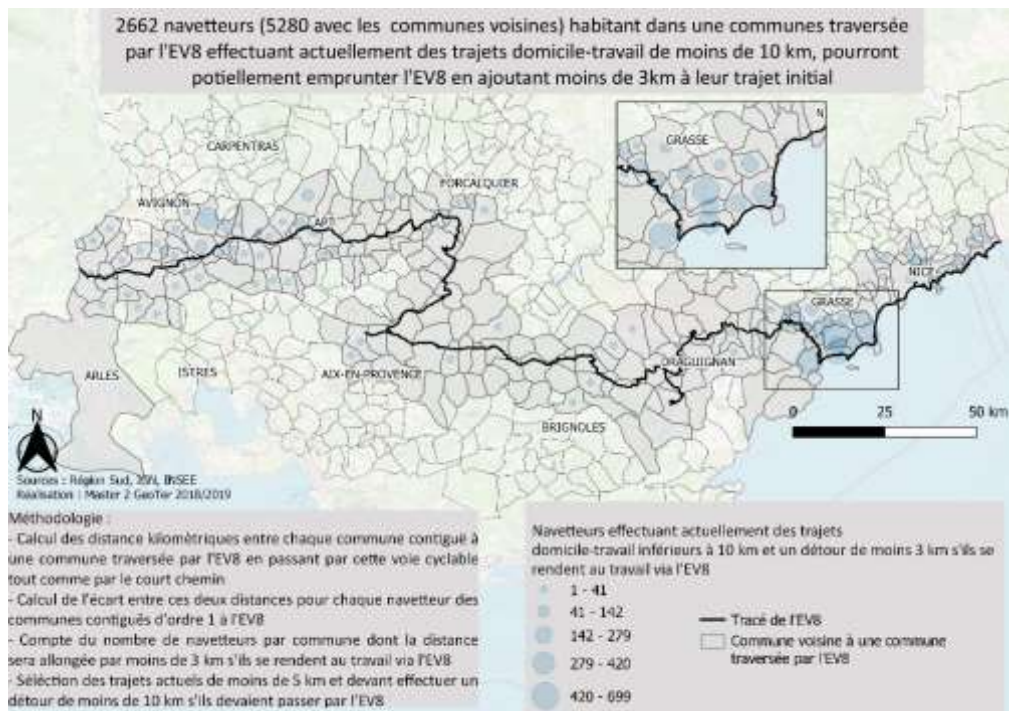 2662 navetteurs (5280 avec les communes voisines) habitant dans une communes traversée
par l'EV8 effectuant actuellement des trajets domicile-travail de moins de 10 km, pourront
potiellement emprunter l'EV8 en ajoutant moins de 3km à leur trajet initial
N
GRASSE
CARPENTRAS
FORCALQUIER
AVIGNON
APT
NICE
GRASSE
ARLES
ISTRES
AIX-EN-PROVENCE
DRAGUIGNAN
BRIGNOLES
0 25 50 km
N
Sources : Région Sud, IGN, INSEE
Réalisation : Master 2 GeoTer 2018/2019
Méthodologie :
- Calcul des distance kilométriques entre chaque commune contiguë à
une commune traversée par l'EV8 en passant par cette voie cyclable
tout comme par le court chemin
- Calcul de l'écart entre ces deux distances pour chaque navetteur des
communes contiguës d'ordre 1 à l'EV8
- Compte du nombre de navetteurs par commune dont la distance
sera allongée par moins de 3 km s'ils se rendent au travail via l'EV8
- Séléction des trajets actuels de moins de 5 km et devant effectuer un
détour de moins de 10 km s'ils devaient passer par l'EV8
Navetteurs effectuant actuellement des trajets
domicile-travail inférieurs à 10 km et un détour de moins 3 km s'ils se
rendent au travail via l'EV8
1 - 41
41 - 142
142 - 279
279 - 420
420 - 699
Tracé de l'EV8
Commune voisine à une commune
traversée par l'EV8